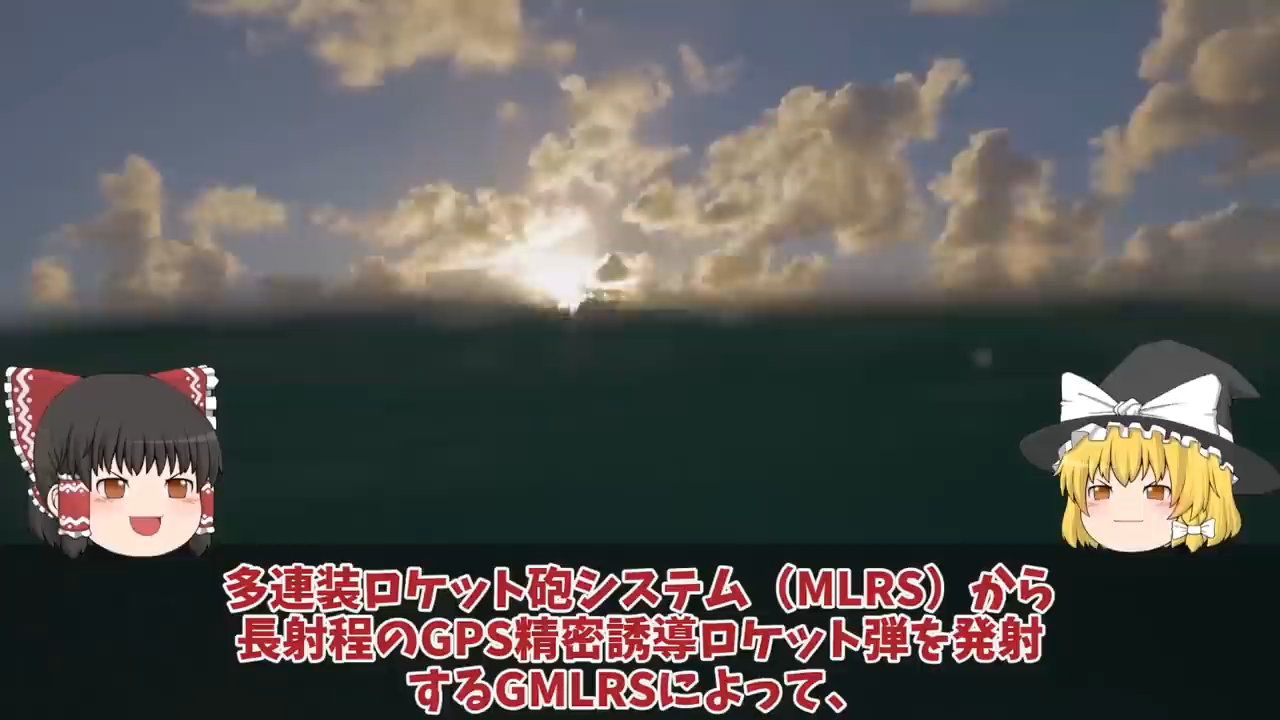 多連装ロケット砲システム（MLRS）から
長射程のGPS精密誘導ロケット弾を発射
するGMLRSによって、